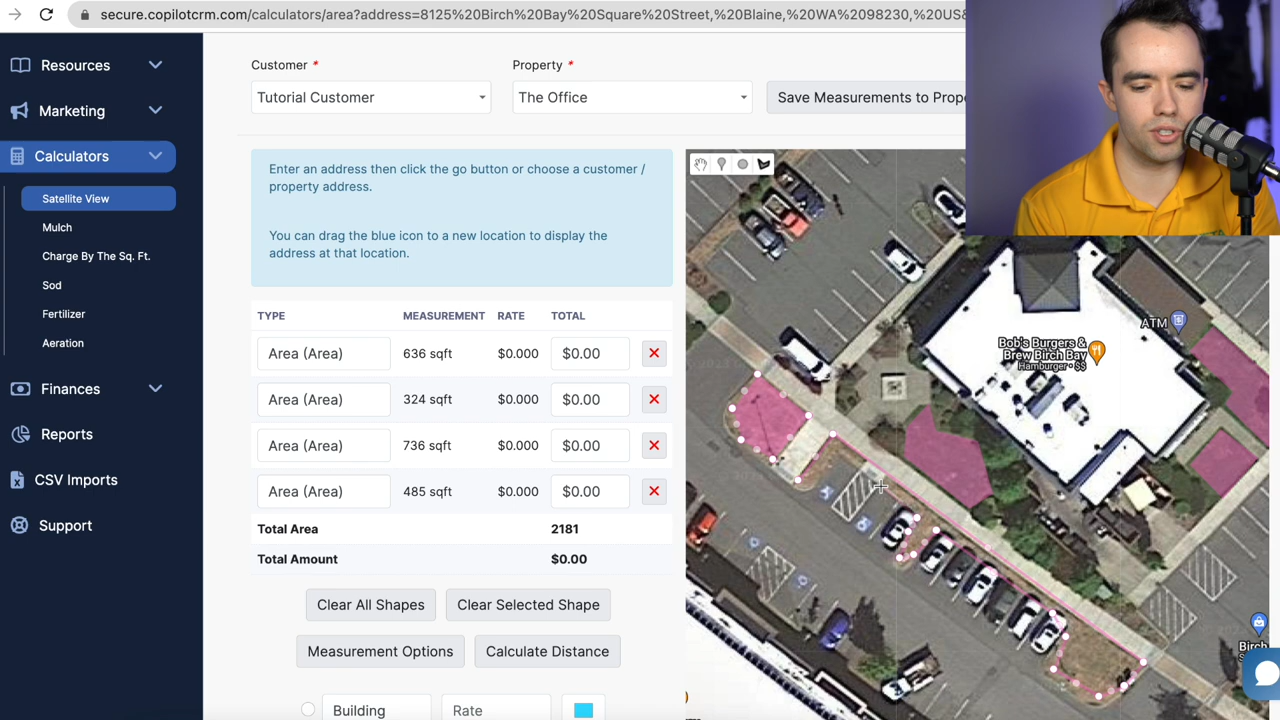 secure.copilotcrm.com/calculators/area?address=8125%20Birch%20Bay%20Square%20Street,%20Blaine,%20WA%2098230,%20US&
Resources
Marketing
Calculators
Satellite View
Mulch
Charge By The Sq. Ft.
Sod
Fertilizer
Aeration
Finances
Reports
CSV Imports
Support
Customer *
Property *
Tutorial Customer
The Office
Save Measurements to Prope
Enter an address then click the go button or choose a customer /
property address.
You can drag the blue icon to a new location to display the
address at that location.
TYPE MEASUREMENT RATE TOTAL
Area (Area) 636 sqft $0.000 $0.00
Area (Area) 324 sqft $0.000 $0.00
Area (Area) 736 sqft $0.000 $0.00
Area (Area) 485 sqft $0.000 $0.00
Total Area 2181
Total Amount $0.00
Clear All Shapes Clear Selected Shape
Measurement Options Calculate Distance
Building Rate
ATM
Bob's Burgers &
Brew Birch Bay
Hamburger • $$
Birch